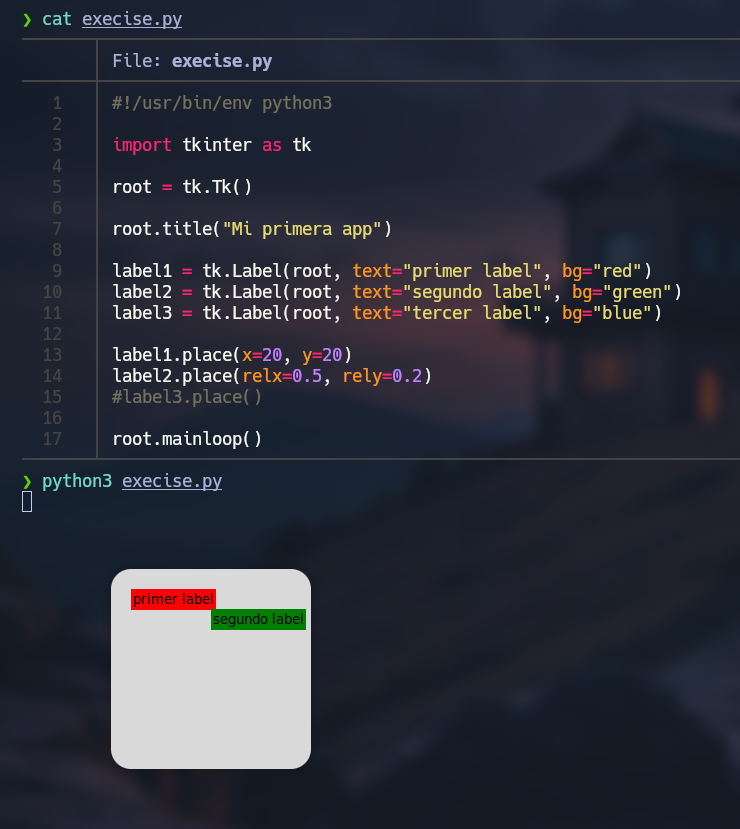 ❯ cat execise.py
File: execise.py
1 #!/usr/bin/env python3
2
3 import tkinter as tk
4
5 root = tk.Tk()
6
7 root.title("Mi primera app")
8
9 label1 = tk.Label(root, text="primer label", bg="red")
10 label2 = tk.Label(root, text="segundo label", bg="green")
11 label3 = tk.Label(root, text="tercer label", bg="blue")
12
13 label1.place(x=20, y=20)
14 label2.place(relx=0.5, rely=0.2)
15 #label3.place()
16
17 root.mainloop()
❯ python3 execise.py
primer label
segundo label